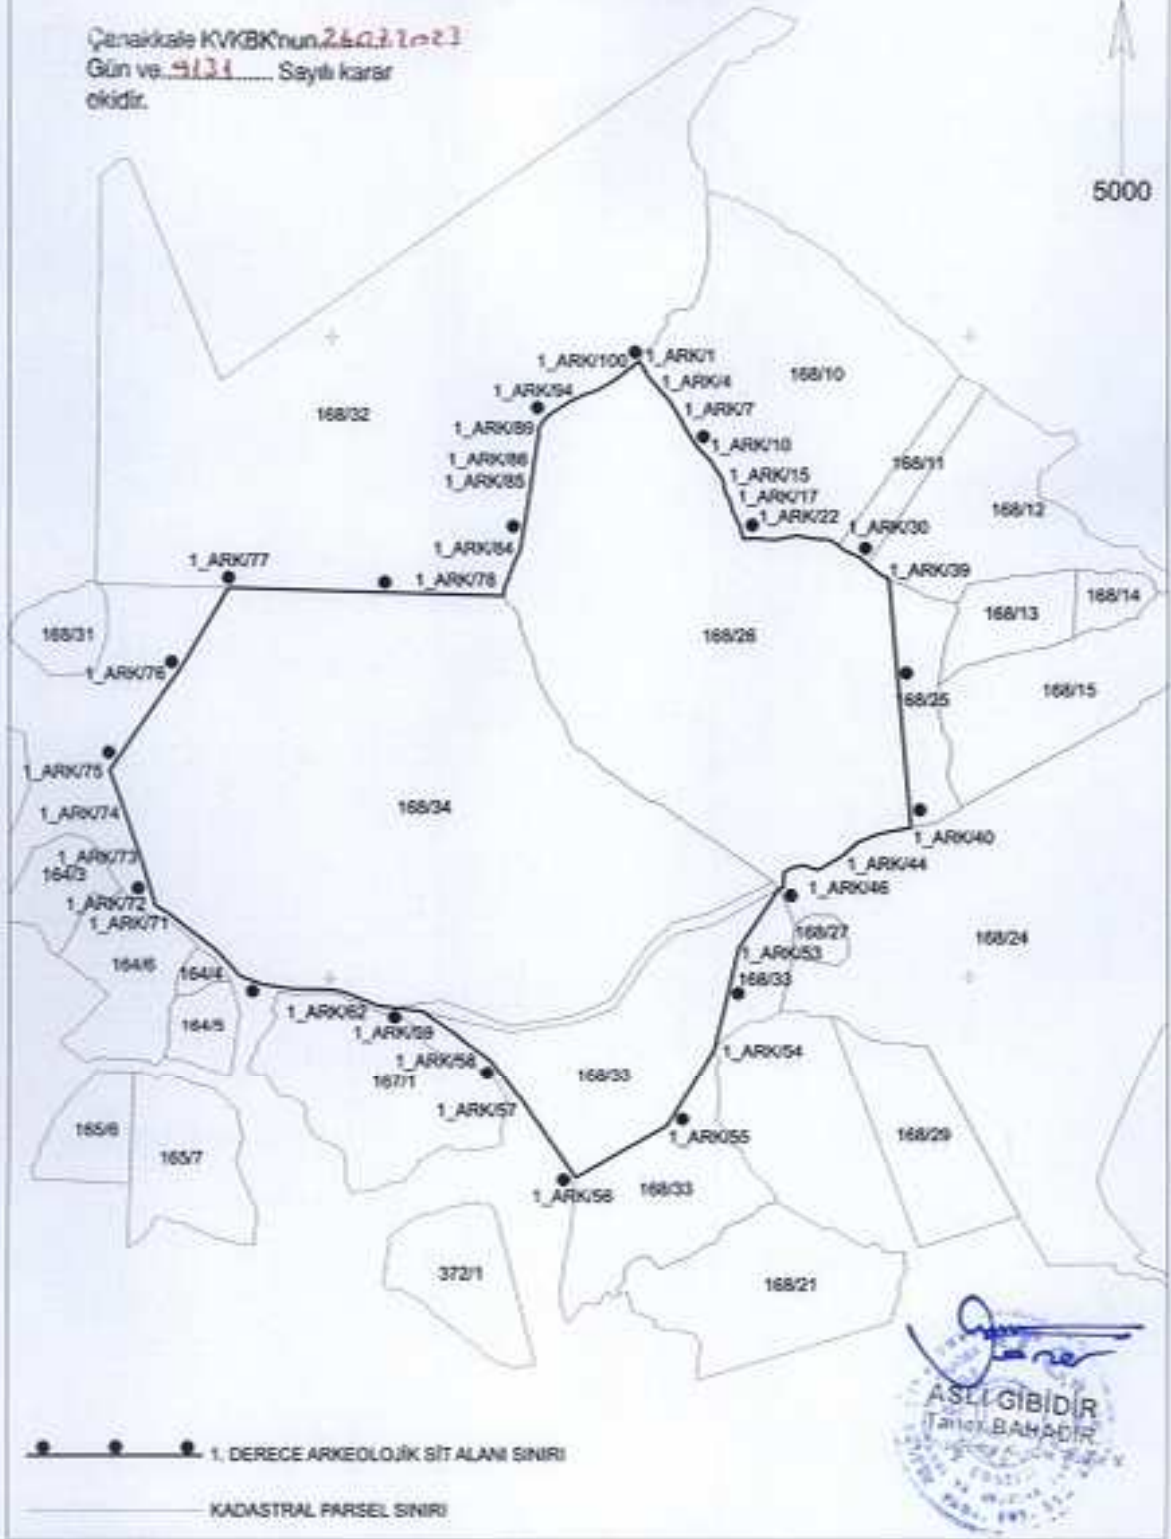 Çanakkale KVKBK'nun 26.07.2023
Gün ve 9131 Sayılı karar
ekidir.
5000
1_ARK/100
1_ARK/1
1_ARK/4
168/10
1_ARK/94
1_ARK/7
168/32
1_ARK/89
1_ARK/10
1_ARK/86
168/11
1_ARK/85
1_ARK/15
1_ARK/17
168/12
1_ARK/22
1_ARK/30
1_ARK/84
1_ARK/77
1_ARK/78
1_ARK/39
168/14
168/13
168/31
168/26
1_ARK/76
168/25
168/15
1_ARK/75
168/34
1_ARK/74
1_ARK/40
1_ARK/73
1_ARK/44
164/3
1_ARK/46
1_ARK/72
1_ARK/71
168/27
168/24
1_ARK/53
164/6
164/4
168/33
1_ARK/62
164/5
1_ARK/59
1_ARK/54
1_ARK/58
168/33
167/1
1_ARK/57
165/6
1_ARK/55
168/29
165/7
168/33
1_ARK/56
372/1
168/21
ASLI GİBİDİR
Taner BAHADIR
1. DERECE ARKEOLOJİK SİT ALANI SINIRI
KADASTRAL PARSEL SINIRI